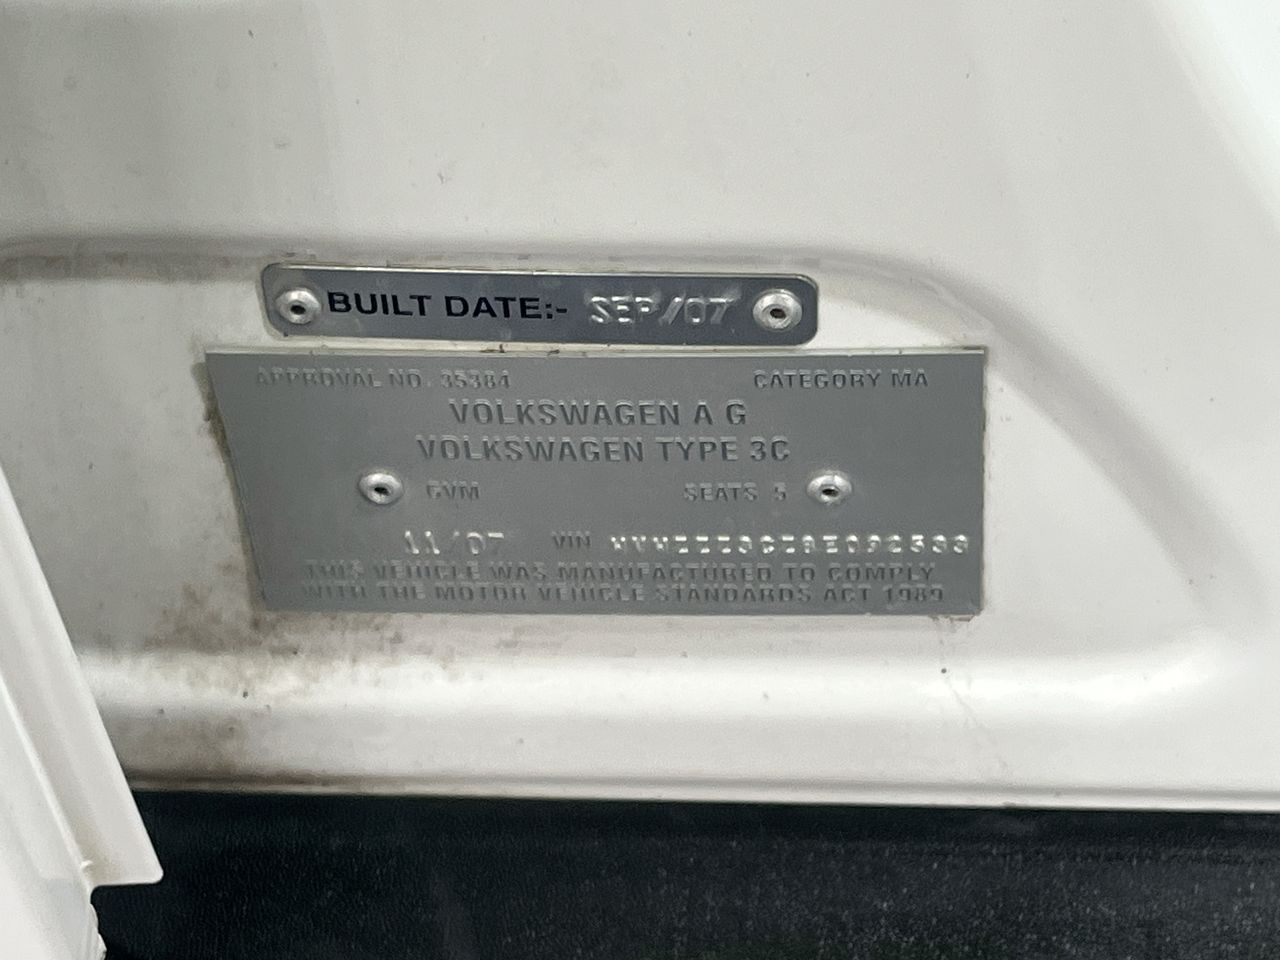 BUILT DATE:- SEP/07
APPROVAL NO. 35384 CATEGORY MA
VOLKSWAGEN A G
VOLKSWAGEN TYPE 3C
GVM SEATS 5
11/07 VIN
THIS VEHICLE WAS MANUFACTURED TO COMPLY
WITH THE MOTOR VEHICLE STANDARDS ACT 1989